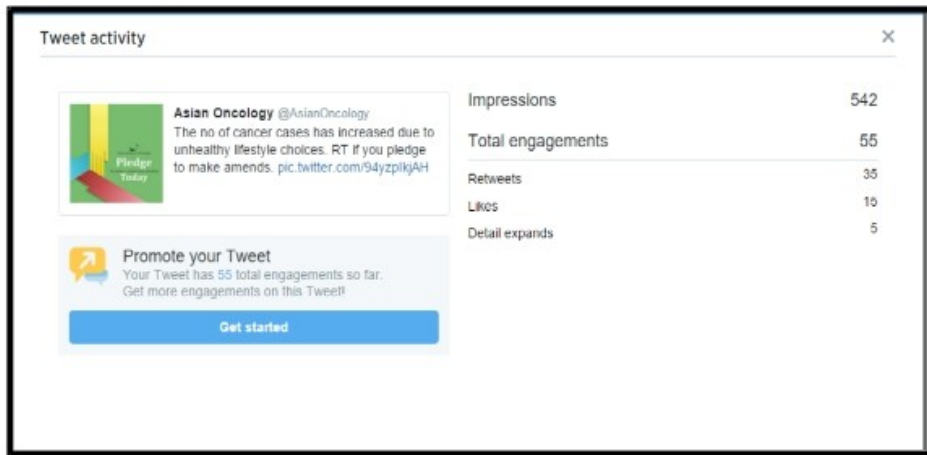 Tweet activity
×
Asian Oncology @AsianOncology
The no of cancer cases has increased due to
unhealthy lifestyle choices. RT if you pledge
to make amends. pic.twitter.com/94yzplkjAH
Pledge
Today
Promote your Tweet
Your Tweet has 55 total engagements so far.
Get more engagements on this Tweet!
Get started
Impressions 542
Total engagements 55
Retweets 35
Likes 15
Detail expands 5